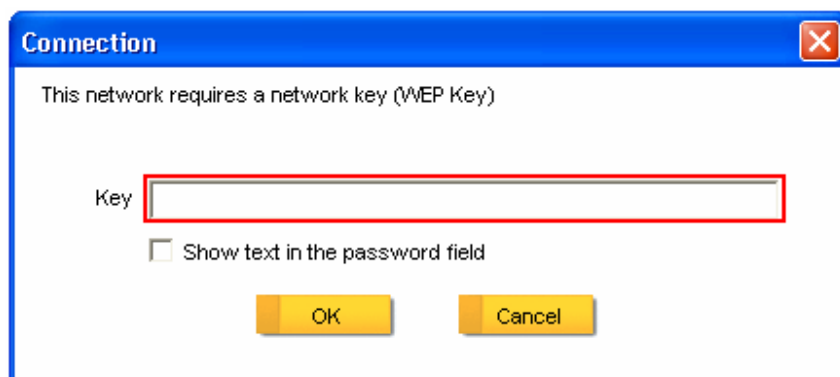 Connection
This network requires a network key (WEP Key)
Key
Show text in the password field
OK Cancel